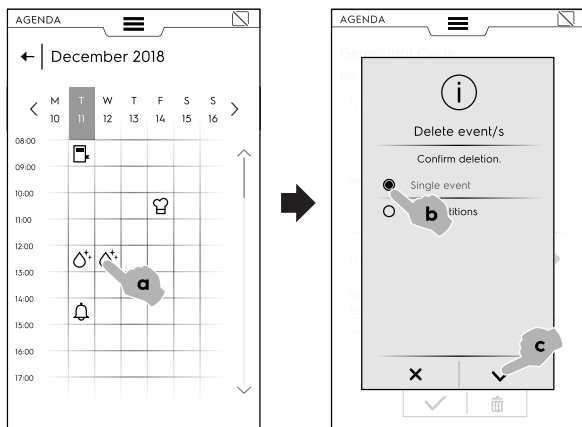 AGENDA
December 2018
M T W T F S S
10 11 12 13 14 15 16
08:00
09:00
10:00
11:00
12:00
13:00
14:00
15:00
16:00
17:00
a
AGENDA
Germicidal Cycle
Delete event/s
Confirm deletion.
Single event
b
titions
c